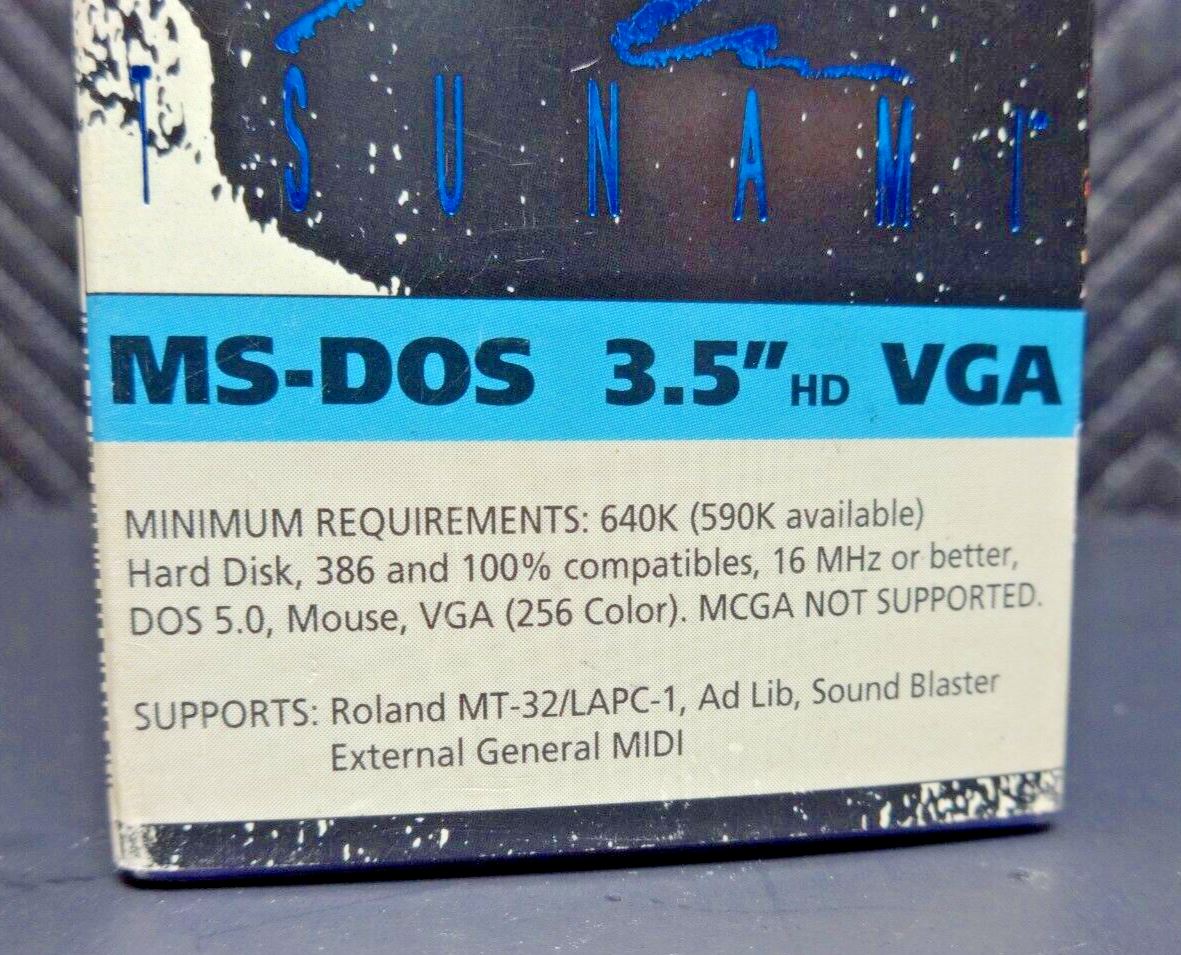 TSUNAMI
MS-DOS 3.5" HD VGA
MINIMUM REQUIREMENTS: 640K (590K available)
Hard Disk, 386 and 100% compatibles, 16 MHz or better,
DOS 5.0, Mouse, VGA (256 Color). MCGA NOT SUPPORTED.
SUPPORTS: Roland MT-32/LAPC-1, Ad Lib, Sound Blaster
External General MIDI